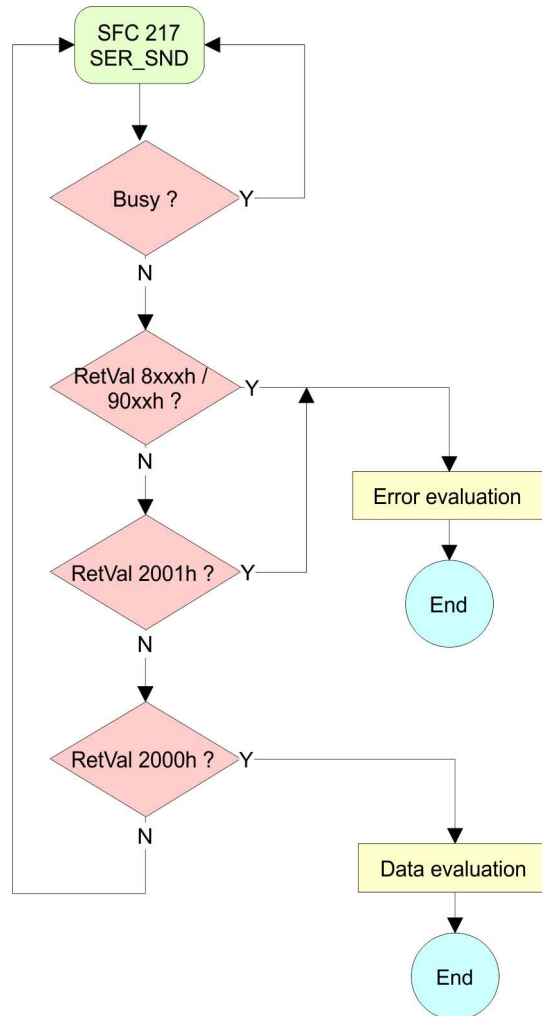 SFC 217
SER_SND
Busy ?
Y
N
RetVal 8xxxh /
90xxh ?
Y
N
Error evaluation
RetVal 2001h ?
Y
End
N
RetVal 2000h ?
Y
N
Data evaluation
End